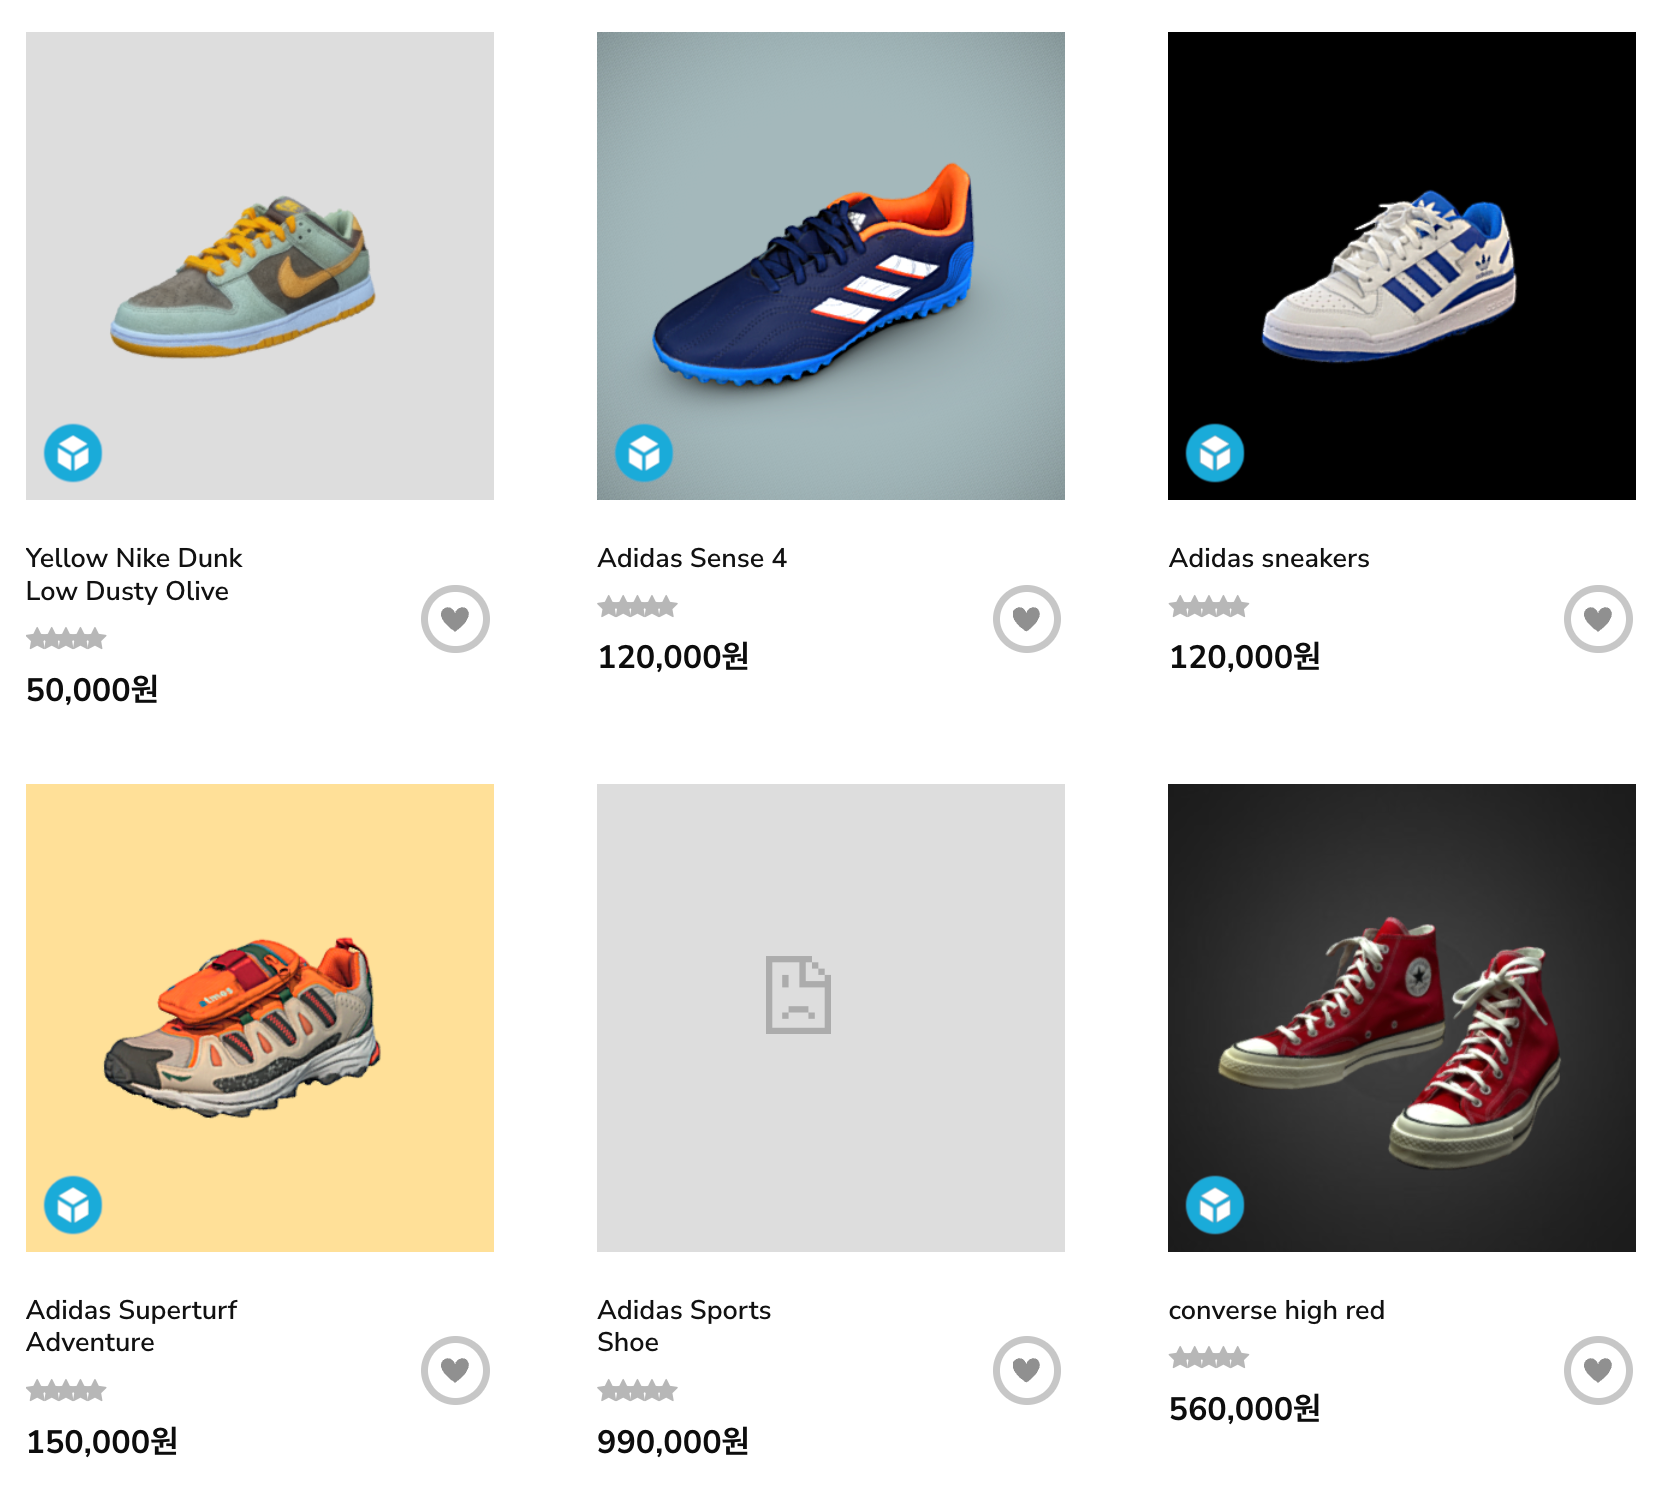 Yellow Nike Dunk
Low Dusty Olive
50,000원
Adidas Sense 4
120,000원
adidas
Adidas sneakers
120,000원
atmos
Adidas Superturf
Adventure
150,000원
Adidas Sports
Shoe
990,000원
converse high red
560,000원